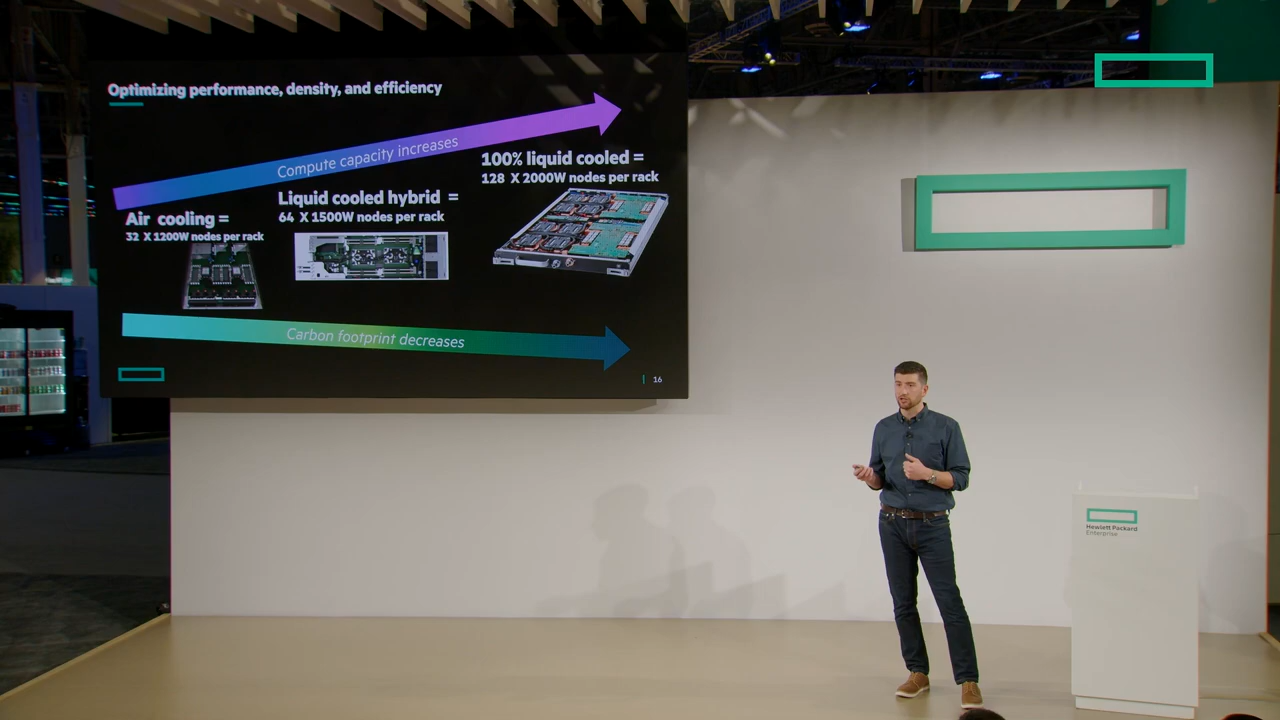 Optimizing performance, density, and efficiency
Compute capacity increases
100% liquid cooled =
128 X 2000W nodes per rack
Liquid cooled hybrid =
64 X 1500W nodes per rack
Air cooling =
32 X 1200W nodes per rack
Carbon footprint decreases
16
Hewlett Packard
Enterprise